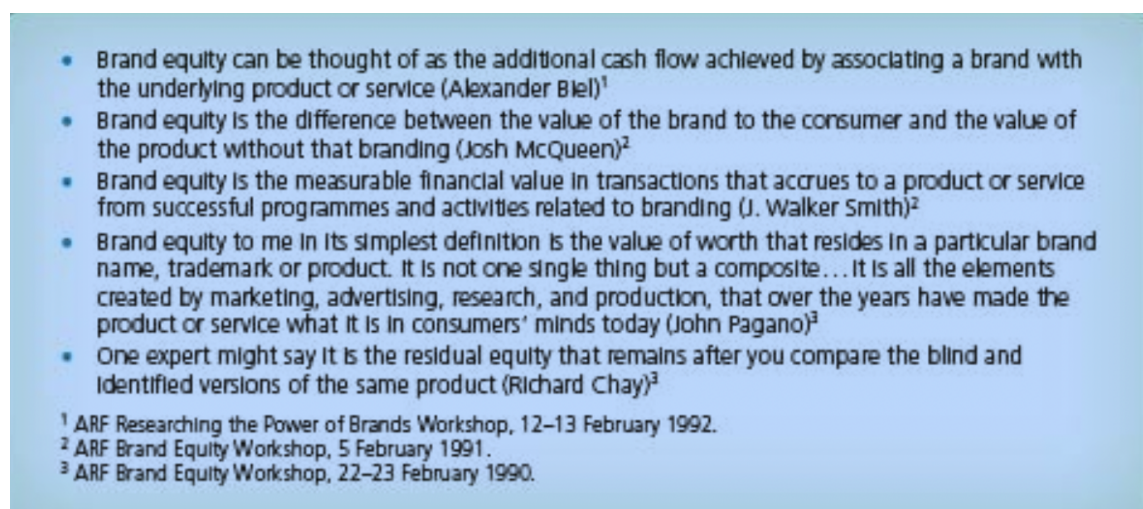 • Brand equity can be thought of as the additional cash flow achieved by associating a brand with
the underlying product or service (Alexander Biel)¹
• Brand equity is the difference between the value of the brand to the consumer and the value of
the product without that branding (Josh McQueen)²
• Brand equity is the measurable financial value in transactions that accrues to a product or service
from successful programmes and activities related to branding (J. Walker Smith)²
• Brand equity to me in its simplest definition is the value of worth that resides in a particular brand
name, trademark or product. It is not one single thing but a composite…It is all the elements
created by marketing, advertising, research, and production, that over the years have made the
product or service what it is in consumers’ minds today (John Pagano)³
• One expert might say it is the residual equity that remains after you compare the blind and
identified versions of the same product (Richard Chay)³
¹ ARF Researching the Power of Brands Workshop, 12–13 February 1992.
² ARF Brand Equity Workshop, 5 February 1991.
³ ARF Brand Equity Workshop, 22–23 February 1990.